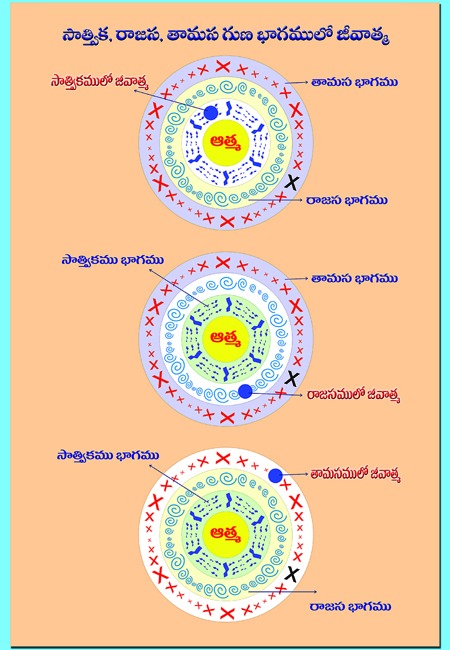 సాత్త్విక, రాజస, తామస గుణ భాగములో జీవాత్మ
సాత్త్వికములో జీవాత్మ
తామస భాగము
ఆత్మ
రాజస భాగము
సాత్త్వికము భాగము
తామస భాగము
ఆత్మ
రాజసములో జీవాత్మ
సాత్త్వికము భాగము
తామసములో జీవాత్మ
ఆత్మ
రాజస భాగము